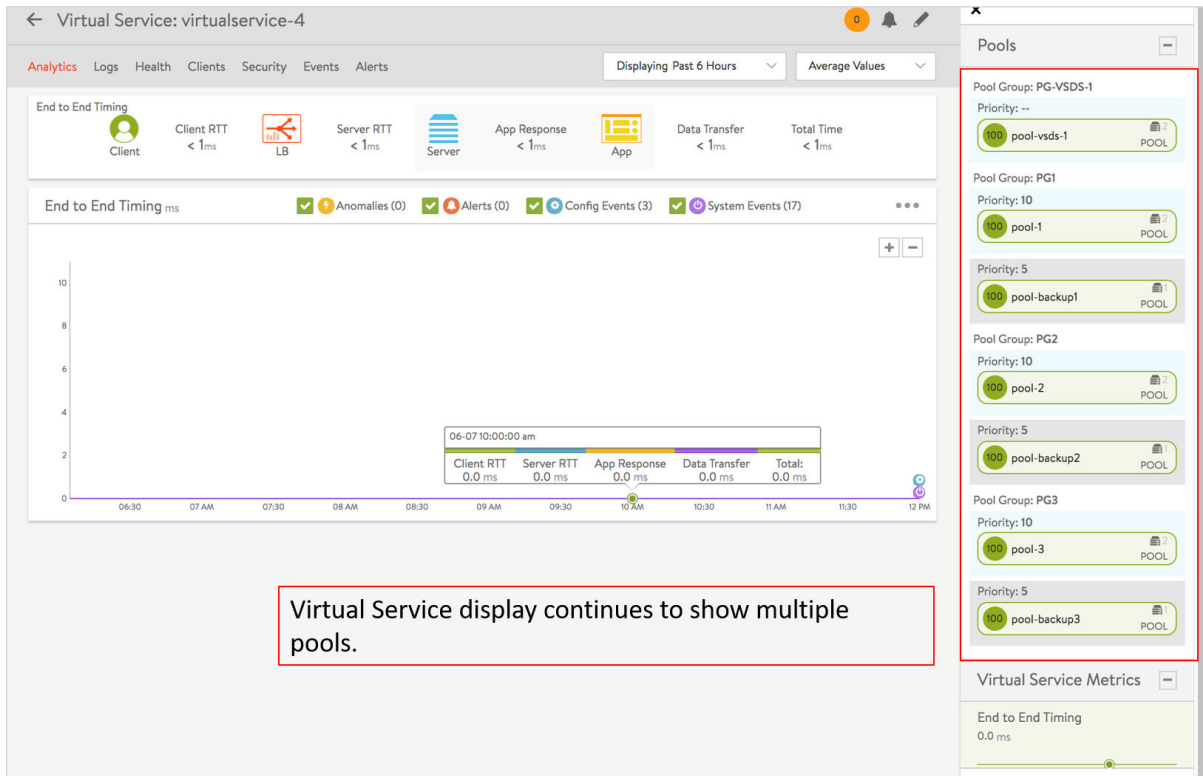 ← Virtual Service: virtualservice-4
0
Analytics Logs Health Clients Security Events Alerts
Displaying Past 6 Hours
Average Values
End to End Timing
Client
Client RTT
< 1ms
LB
Server RTT
< 1ms
Server
App Response
< 1ms
App
Data Transfer
< 1ms
Total Time
< 1ms
End to End Timing ms
Anomalies (0)
Alerts (0)
Config Events (3)
System Events (17)
+ −
10
8
6
4
2
0
06-07 10:00:00 am
Client RTT Server RTT App Response Data Transfer Total:
0.0 ms 0.0 ms 0.0 ms 0.0 ms 0.0 ms
06:30 07 AM 07:30 08 AM 08:30 09 AM 09:30 10 AM 10:30 11 AM 11:30 12 PM
Virtual Service display continues to show multiple
pools.
x
Pools
Pool Group: PG-VSDS-1
Priority: --
100 pool-vsds-1 2
POOL
Pool Group: PG1
Priority: 10
100 pool-1 2
POOL
Priority: 5
100 pool-backup1 1
POOL
Pool Group: PG2
Priority: 10
100 pool-2 2
POOL
Priority: 5
100 pool-backup2 1
POOL
Pool Group: PG3
Priority: 10
100 pool-3 2
POOL
Priority: 5
100 pool-backup3 1
POOL
Virtual Service Metrics
End to End Timing
0.0 ms